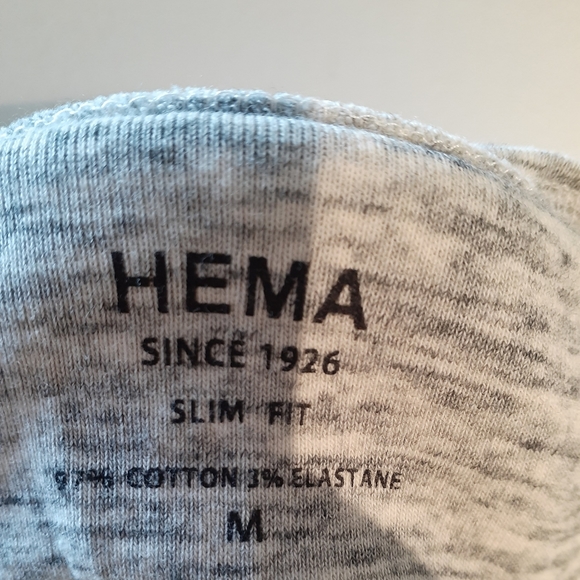 HEMA
SINCE 1926
SLIM FIT
97% COTTON 3% ELASTANE
M